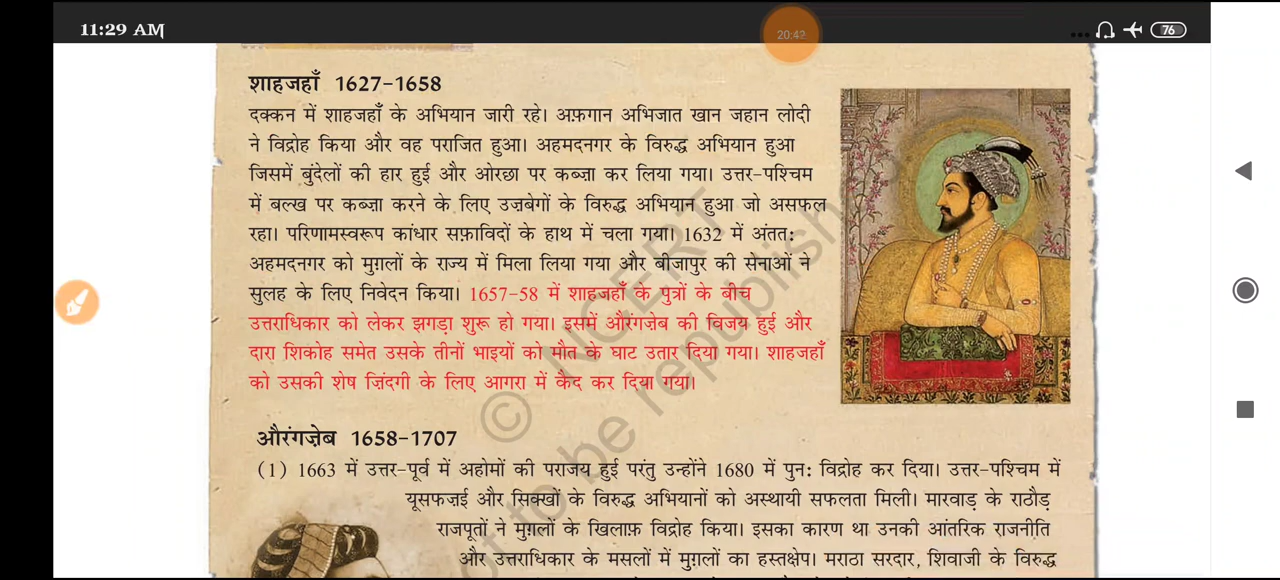 11:29 AM
20:42
76
शाहजहाँ 1627-1658
दक्कन में शाहजहाँ के अभियान जारी रहे। अफ़गान अभिजात खान जहान लोदी
ने विद्रोह किया और वह पराजित हुआ। अहमदनगर के विरुद्ध अभियान हुआ
जिसमें बुंदेलों की हार हुई और ओरछा पर कब्ज़ा कर लिया गया। उत्तर-पश्चिम
में बल्ख पर कब्ज़ा करने के लिए उज़बेगों के विरुद्ध अभियान हुआ जो असफल
रहा। परिणामस्वरूप कांधार सफ़ाविदों के हाथ में चला गया। 1632 में अंततः
अहमदनगर को मुग़लों के राज्य में मिला लिया गया और बीजापुर की सेनाओं ने
सुलह के लिए निवेदन किया। 1657-58 में शाहजहाँ के पुत्रों के बीच
उत्तराधिकार को लेकर झगड़ा शुरू हो गया। इसमें औरंगज़ेब की विजय हुई और
दारा शिकोह समेत उसके तीनों भाइयों को मौत के घाट उतार दिया गया। शाहजहाँ
को उसकी शेष ज़िंदगी के लिए आगरा में कैद कर दिया गया।
© NCERT
to be republished
औरंगज़ेब 1658-1707
(1) 1663 में उत्तर-पूर्व में अहोमों की पराजय हुई परंतु उन्होंने 1680 में पुनः विद्रोह कर दिया। उत्तर-पश्चिम में
यूसफज़ई और सिक्खों के विरुद्ध अभियानों को अस्थायी सफलता मिली। मारवाड़ के राठौड़
राजपूतों ने मुग़लों के खिलाफ़ विद्रोह किया। इसका कारण था उनकी आंतरिक राजनीति
और उत्तराधिकार के मसलों में मुग़लों का हस्तक्षेप। मराठा सरदार, शिवाजी के विरुद्ध